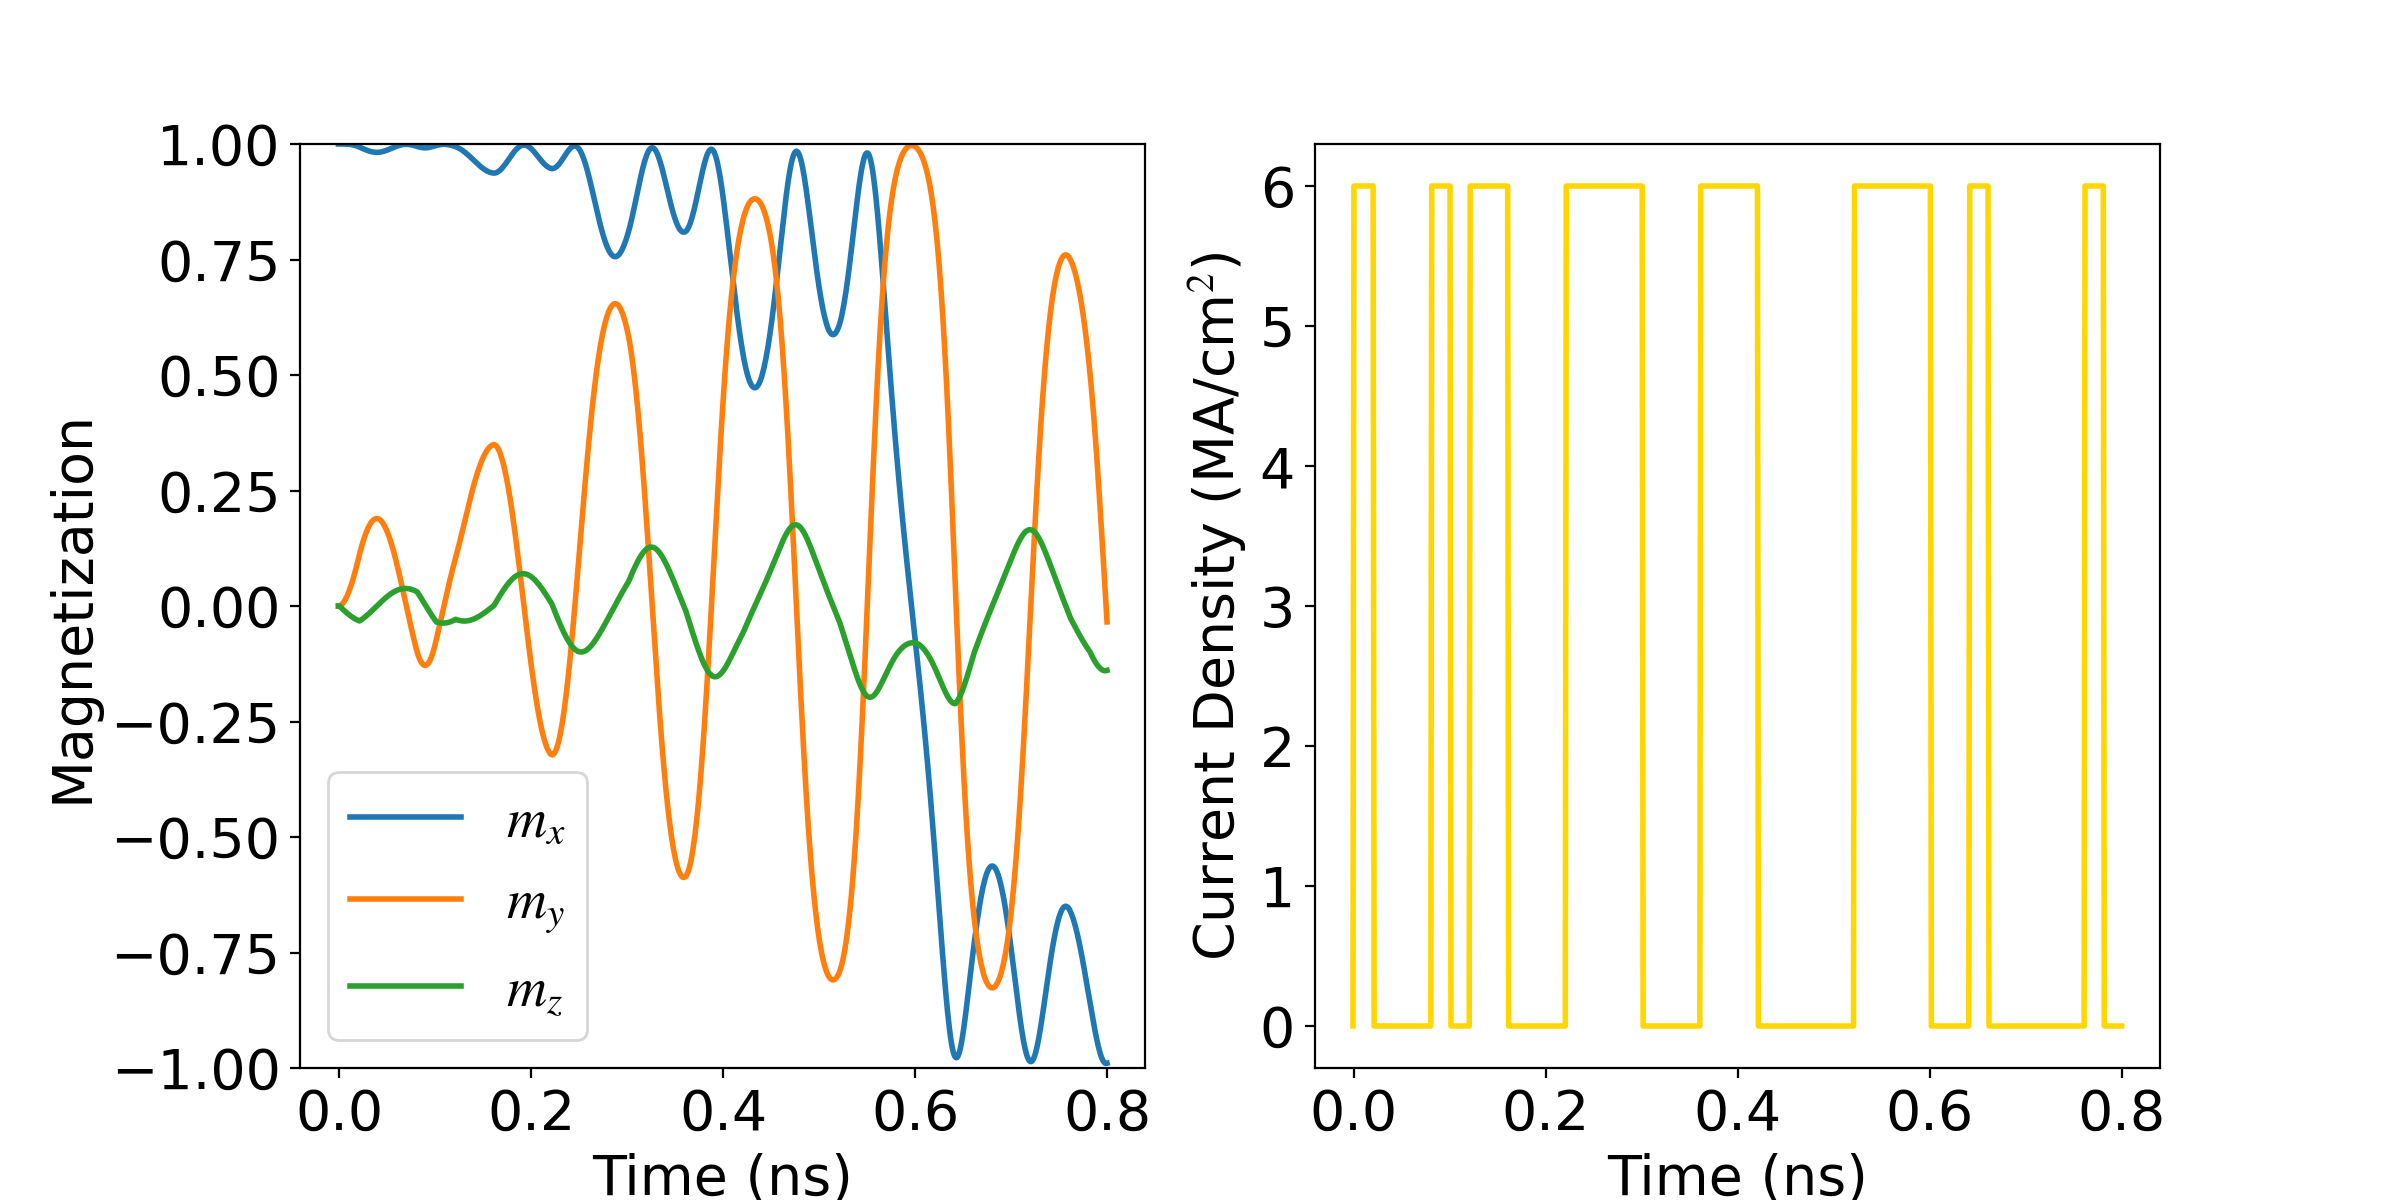 Magnetization
1.00
0.75
0.50
0.25
0.00
−0.25
−0.50
−0.75
−1.00
m_x
m_y
m_z
0.0 0.2 0.4 0.6 0.8
Time (ns)
Current Density (MA/cm²)
6
5
4
3
2
1
0
0.0 0.2 0.4 0.6 0.8
Time (ns)